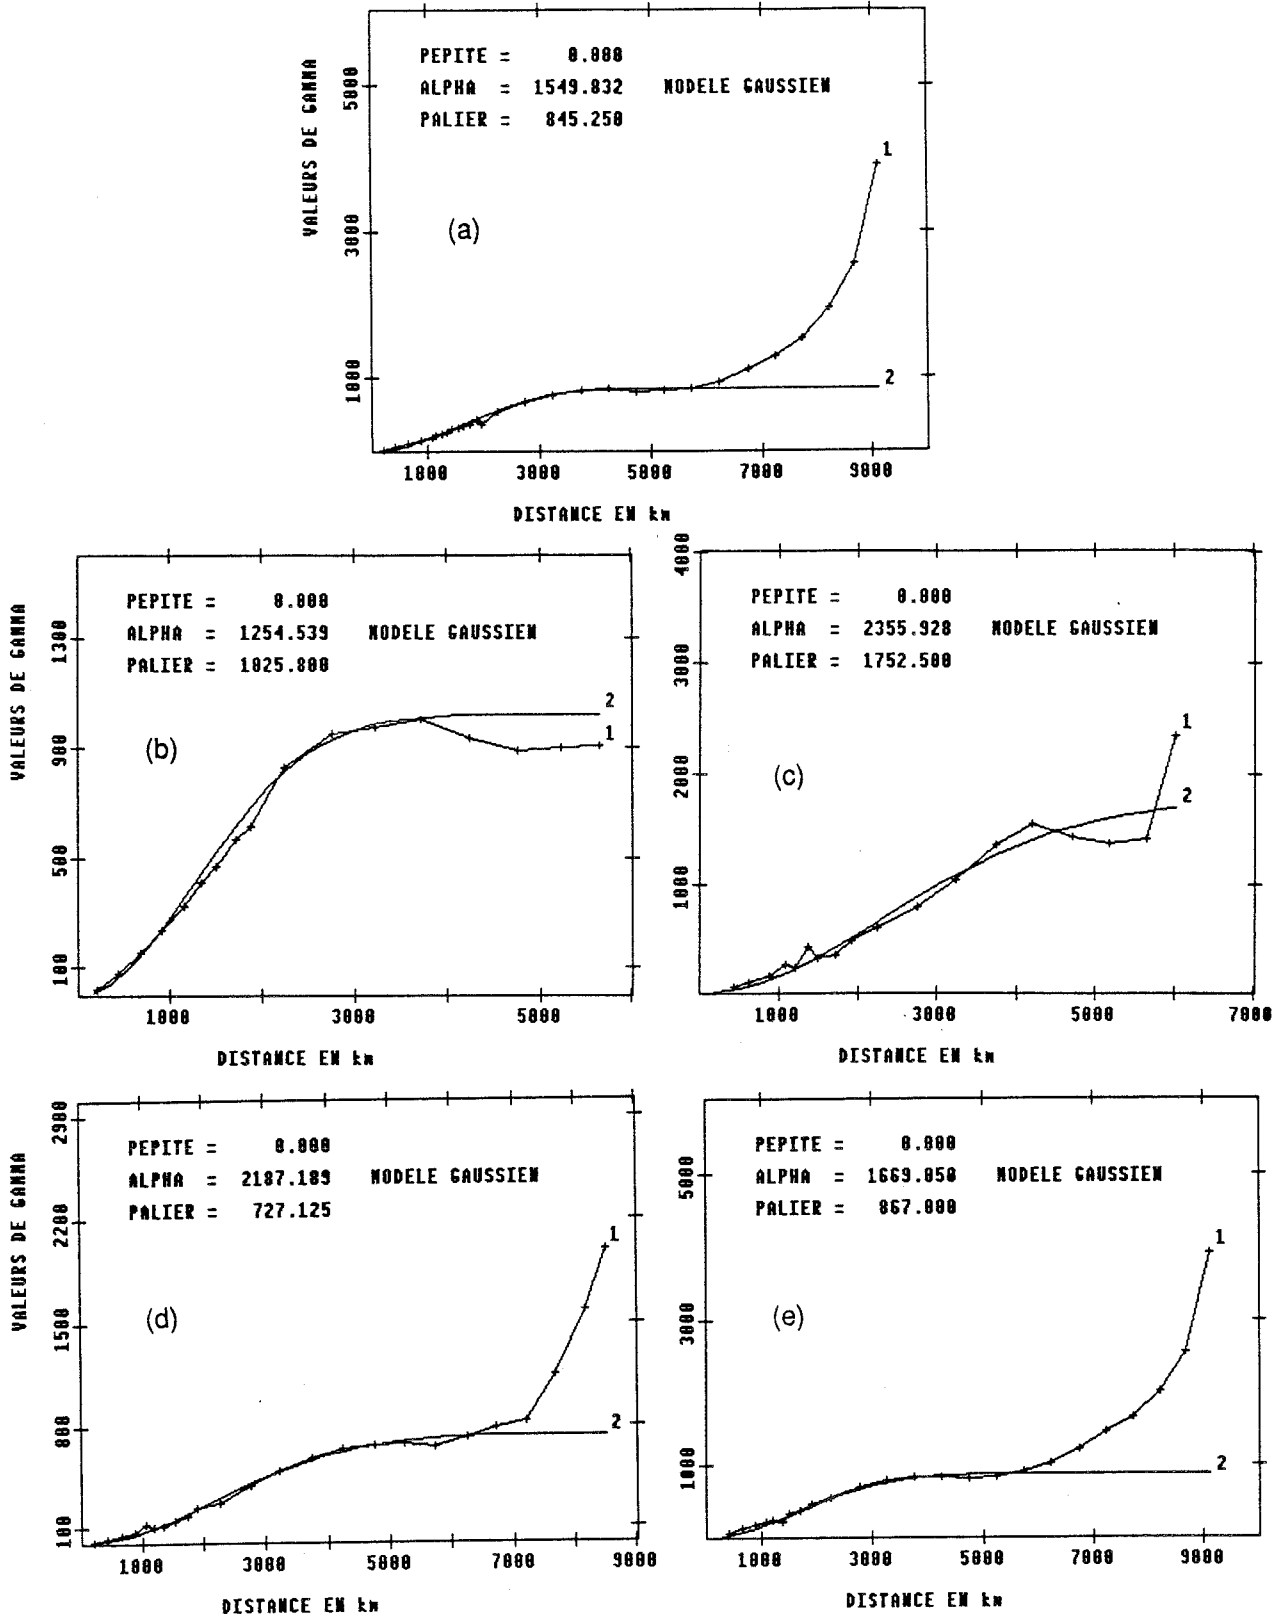 VALEURS DE GAMMA
5000
3000
1000
PEPITE = 0.000
ALPHA = 1549.832 MODELE GAUSSIEN
PALIER = 845.250
(a)
1
2
1000 3000 5000 7000 9000
DISTANCE EN km
VALEURS DE GAMMA
1300
900
500
100
PEPITE = 0.000
ALPHA = 1254.539 MODELE GAUSSIEN
PALIER = 1025.800
(b)
2
1
1000 3000 5000
DISTANCE EN km
4000
3000
2000
1000
PEPITE = 0.000
ALPHA = 2355.928 MODELE GAUSSIEN
PALIER = 1752.500
(c)
1
2
1000 3000 5000 7000
DISTANCE EN km
VALEURS DE GAMMA
2900
2200
1500
800
100
PEPITE = 0.000
ALPHA = 2187.189 MODELE GAUSSIEN
PALIER = 727.125
(d)
1
2
1000 3000 5000 7000 9000
DISTANCE EN km
5000
3000
1000
PEPITE = 0.000
ALPHA = 1669.050 MODELE GAUSSIEN
PALIER = 867.000
(e)
1
2
1000 3000 5000 7000 9000
DISTANCE EN km